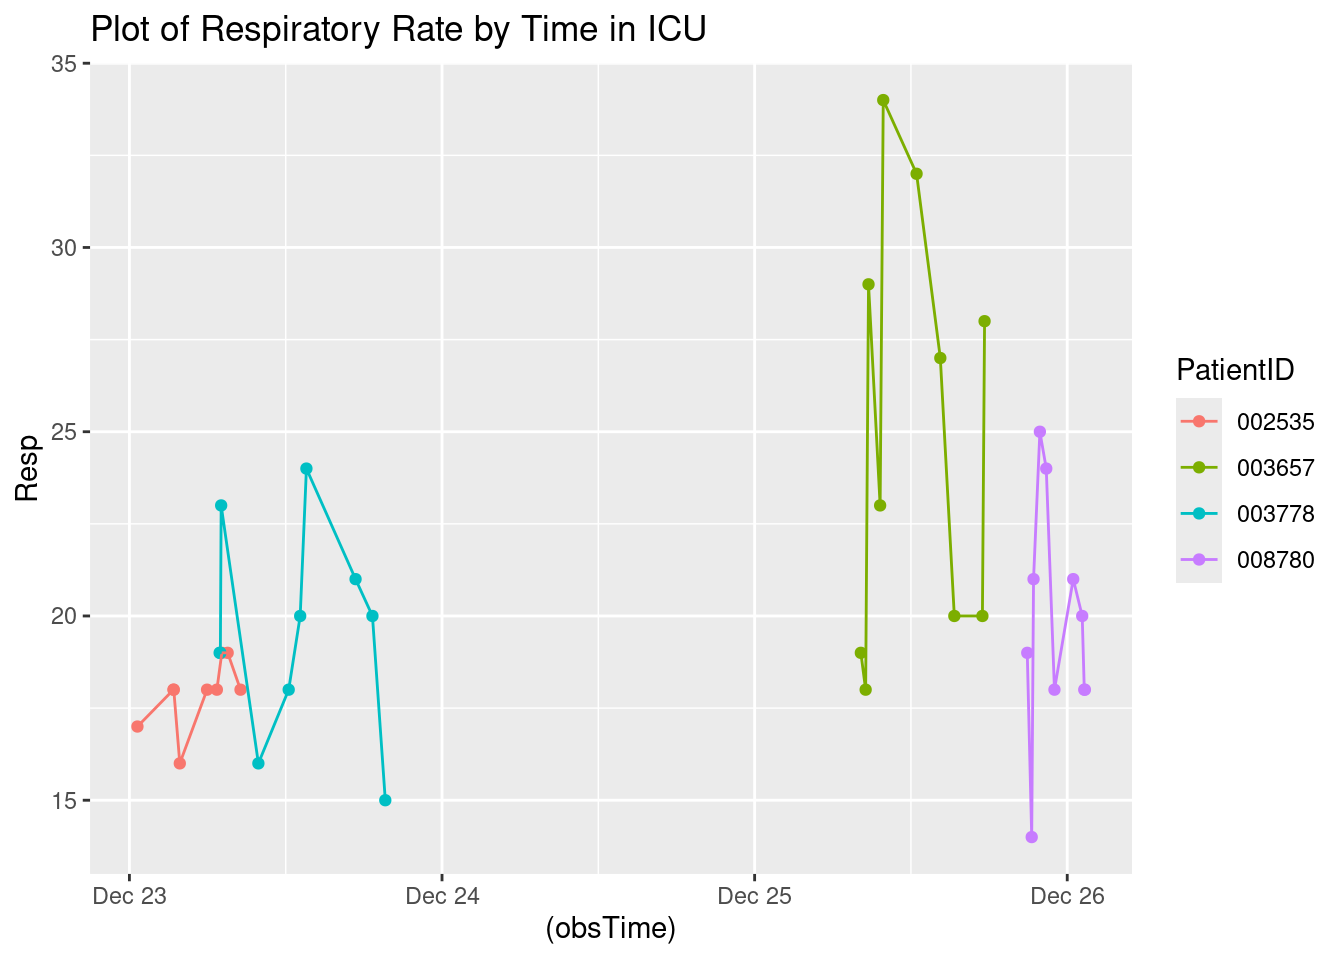 Plot of Respiratory Rate by Time in ICU
35
30
25
20
15
Resp
Dec 23
Dec 24
Dec 25
Dec 26
(obsTime)
PatientID
002535
003657
003778
008780